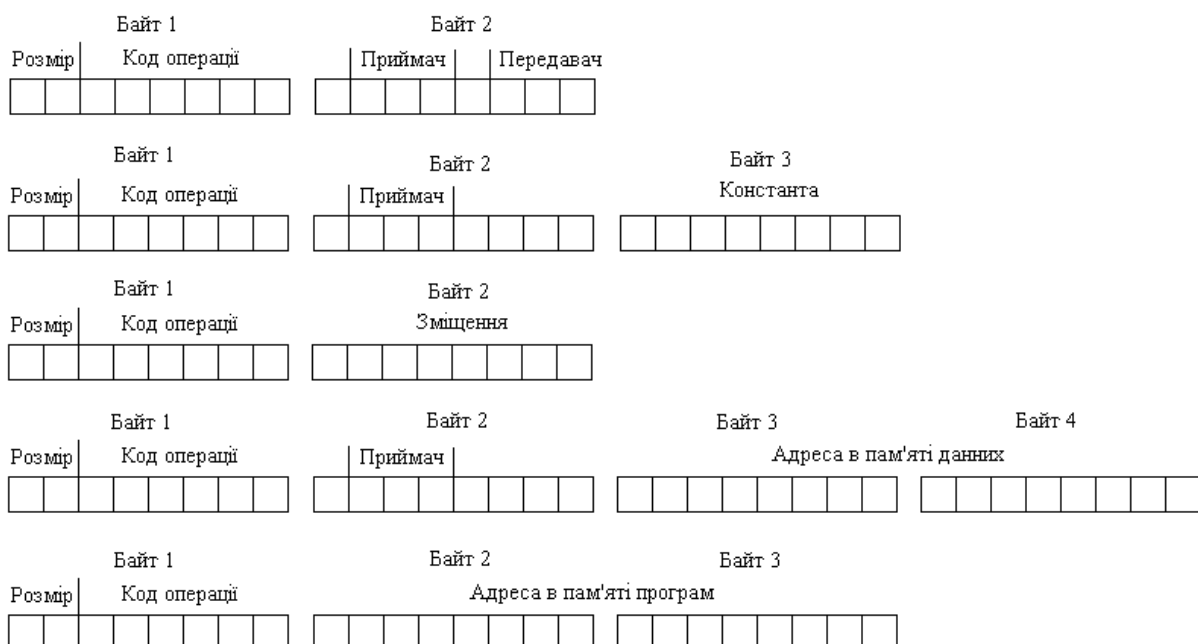 Байт 1 Байт 2
Розмір Код операції Приймач Передавач
Байт 1 Байт 2 Байт 3
Розмір Код операції Приймач Константа
Байт 1 Байт 2
Розмір Код операції Зміщення
Байт 1 Байт 2 Байт 3 Байт 4
Розмір Код операції Приймач Адреса в пам'яті данних
Байт 1 Байт 2 Байт 3
Розмір Код операції Адреса в пам'яті програм